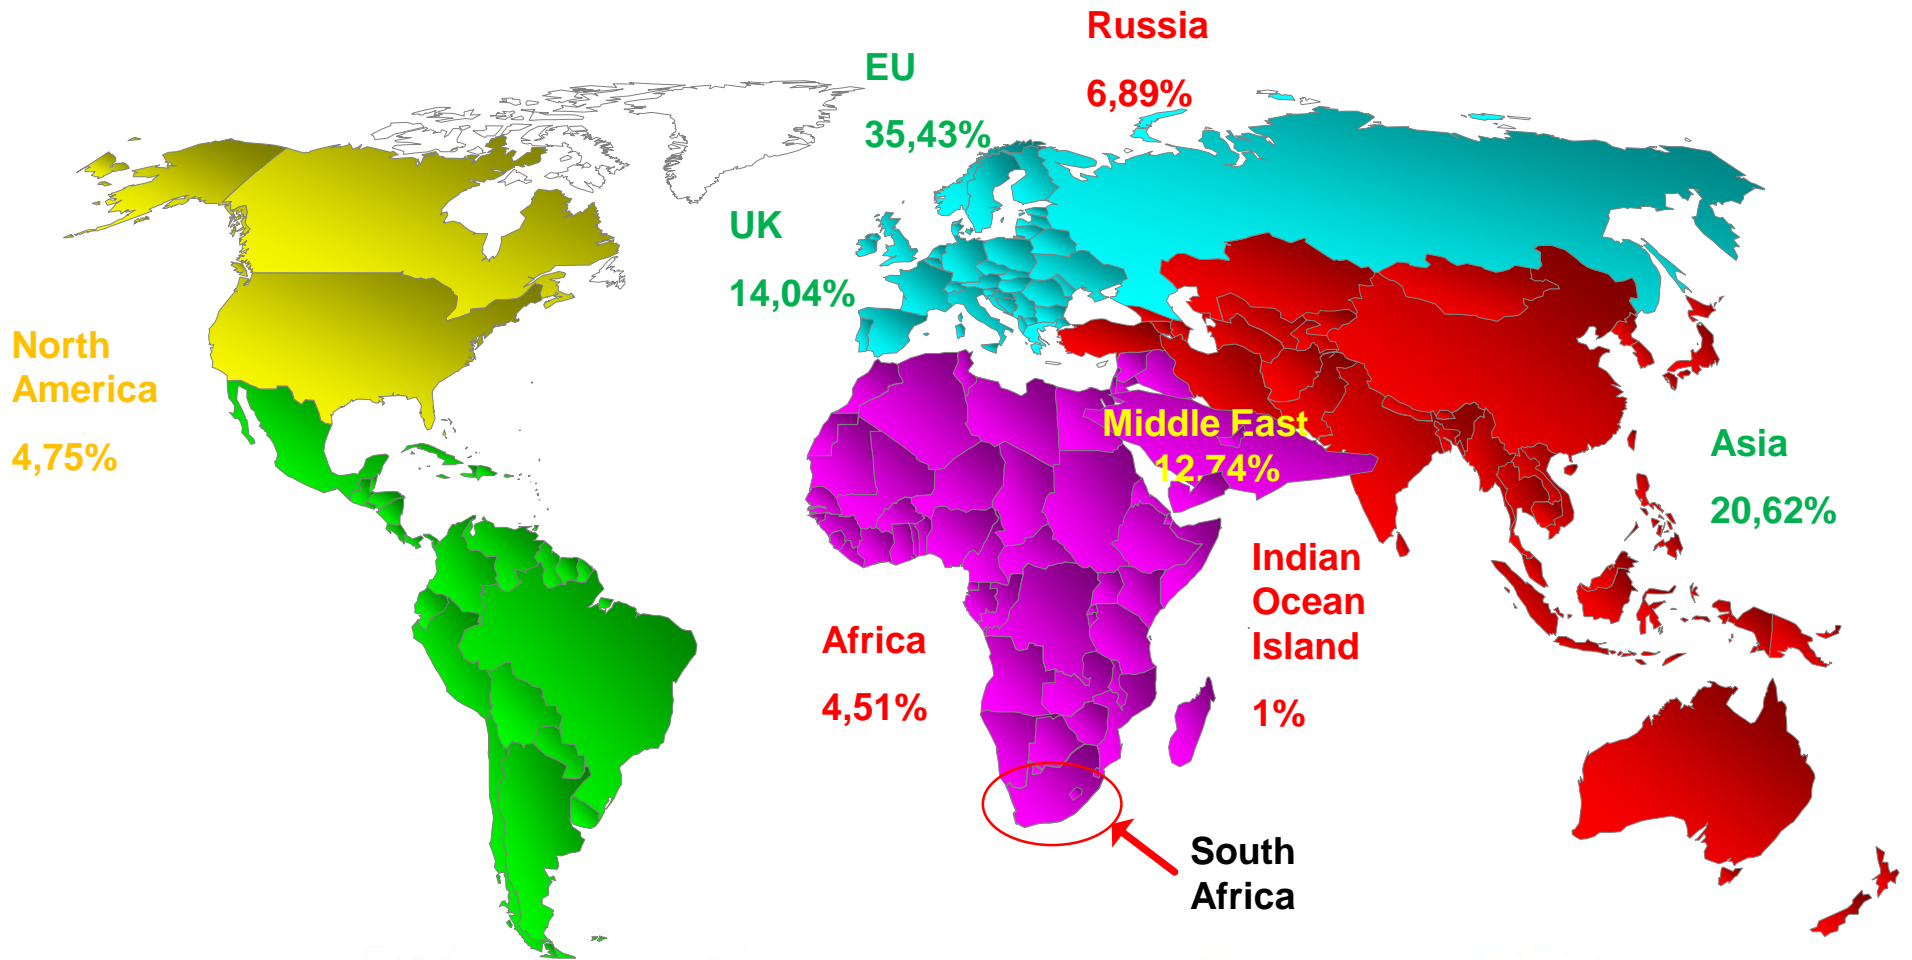 Russia
6,89%
EU
35,43%
UK
14,04%
North
America
4,75%
Middle East
12.74%
Asia
20,62%
Indian
Ocean
Island
1%
Africa
4,51%
South
Africa